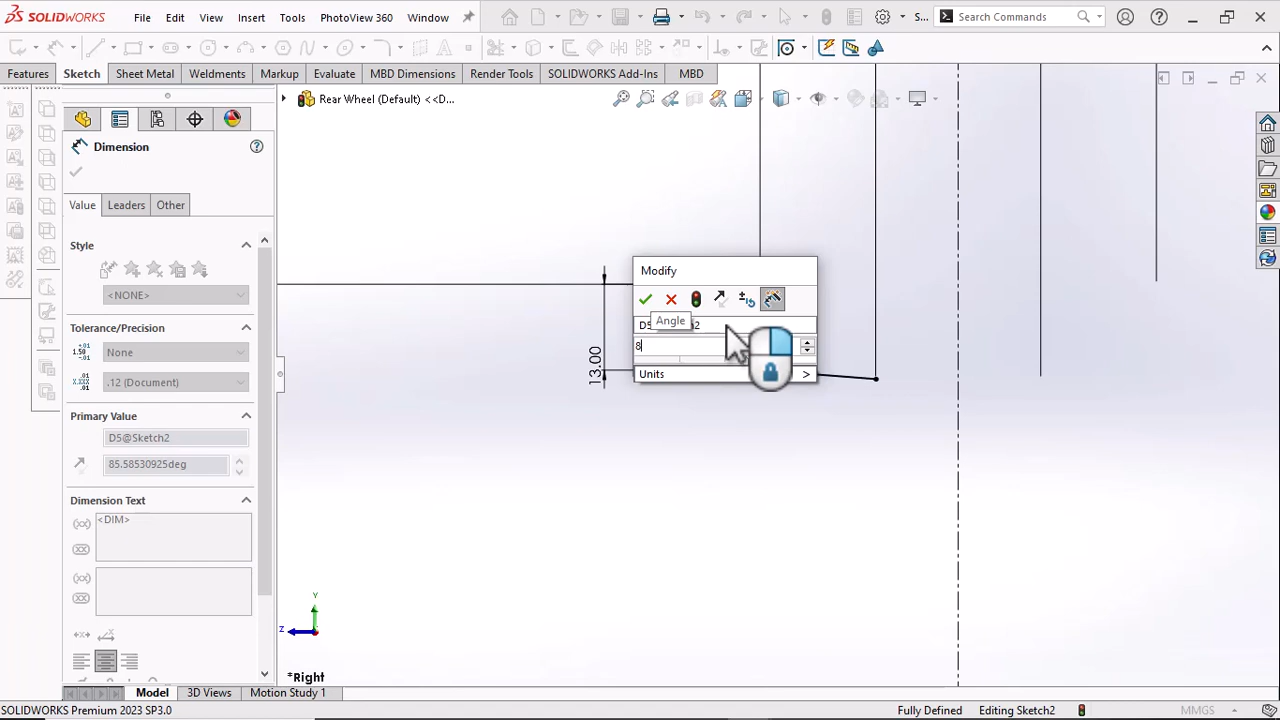 SOLIDWORKS File Edit View Insert Tools PhotoView 360 Window S... Search Commands
Features Sketch Sheet Metal Weldments Markup Evaluate MBD Dimensions Render Tools SOLIDWORKS Add-Ins MBD
Rear Wheel (Default) <<D...
Dimension
Value Leaders Other
Style
<NONE>
Tolerance/Precision
None
.12 (Document)
Primary Value
D5@Sketch2
85.58530925deg
Dimension Text
<DIM>
Modify
Angle
8
Units >
13.00
Y
Z
*Right
Model 3D Views Motion Study 1
SOLIDWORKS Premium 2023 SP3.0 Fully Defined Editing Sketch2 MMGS